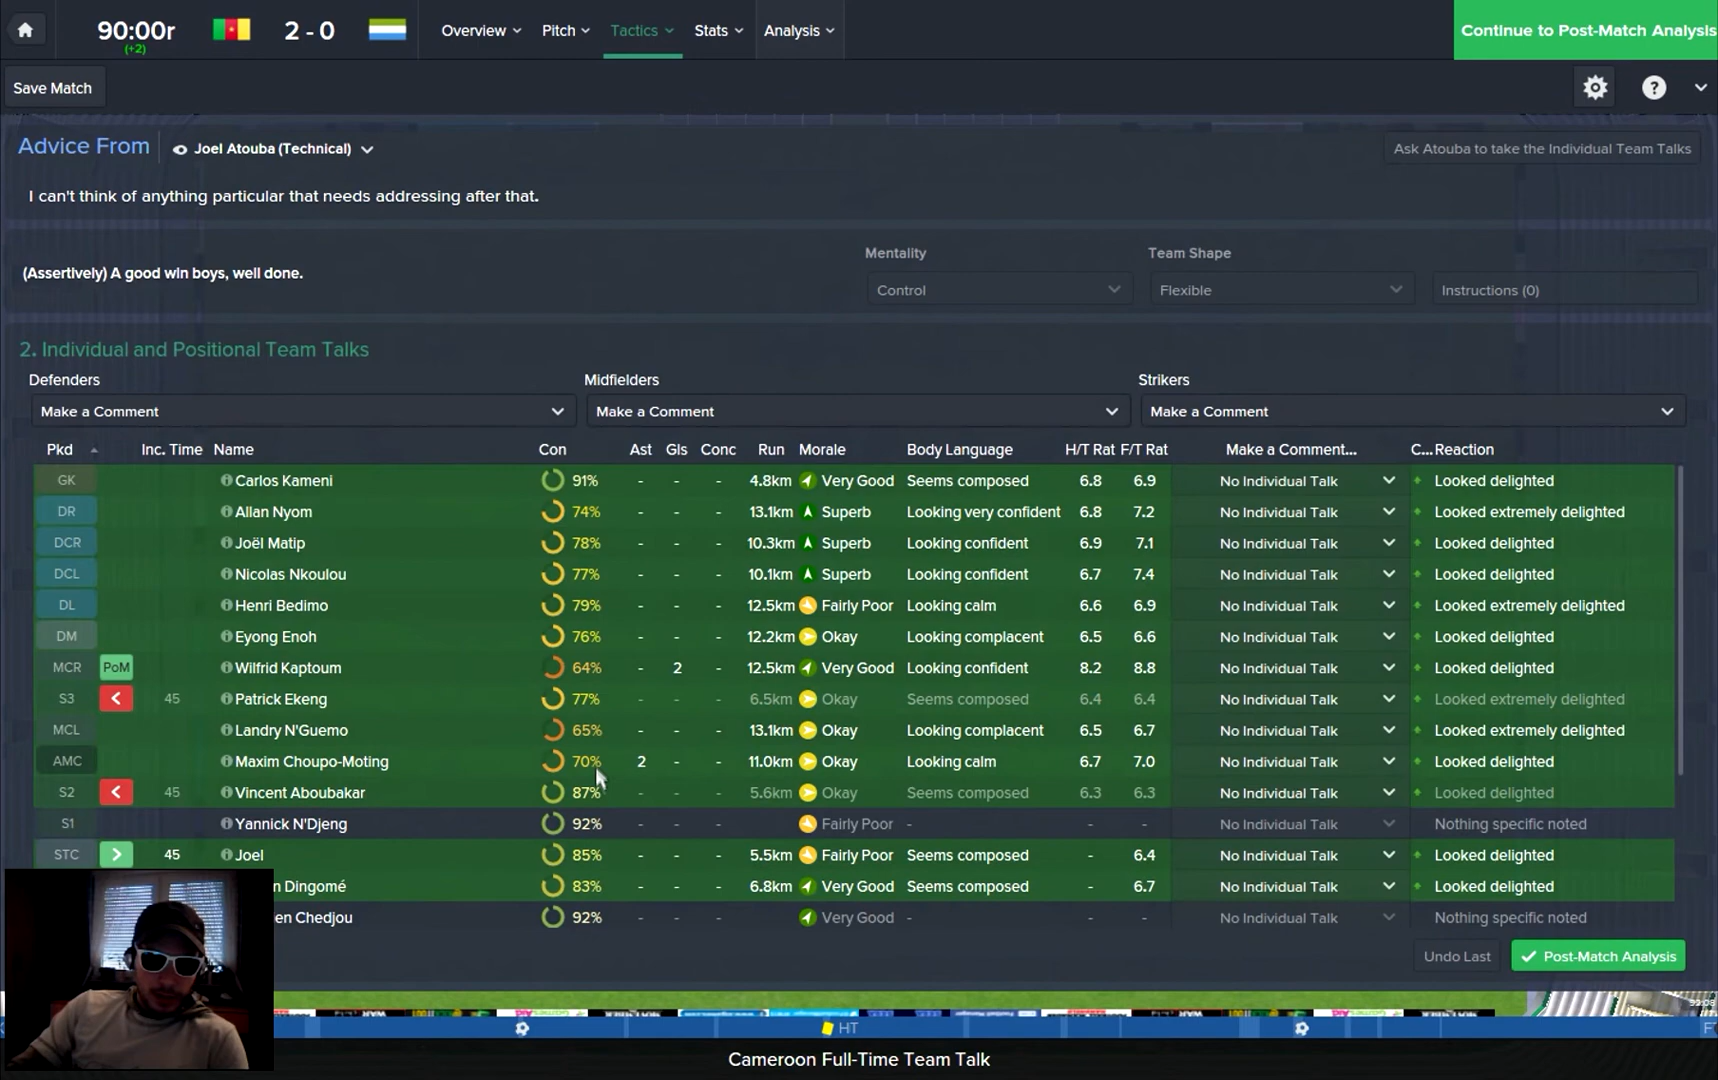 90:00r 2 - 0 Overview Pitch Tactics Stats Analysis Continue to Post-Match Analysis
(+2)
Save Match ?
Advice From Joel Atouba (Technical) Ask Atouba to take the Individual Team Talks
I can't think of anything particular that needs addressing after that.
Mentality Team Shape
(Assertively) A good win boys, well done.
Control Flexible Instructions (0)
2. Individual and Positional Team Talks
Defenders Midfielders Strikers
Make a Comment Make a Comment Make a Comment
Pkd Inc. Time Name Con Ast Gls Conc Run Morale Body Language H/T Rat F/T Rat Make a Comment... C... Reaction
GK Carlos Kameni 91% - - - 4.8km Very Good Seems composed 6.8 6.9 No Individual Talk Looked delighted
DR Allan Nyom 74% - - - 13.1km Superb Looking very confident 6.8 7.2 No Individual Talk Looked extremely delighted
DCR Joël Matip 78% - - - 10.3km Superb Looking confident 6.9 7.1 No Individual Talk Looked delighted
DCL Nicolas Nkoulou 77% - - - 10.1km Superb Looking confident 6.7 7.4 No Individual Talk Looked delighted
DL Henri Bedimo 79% - - - 12.5km Fairly Poor Looking calm 6.6 6.9 No Individual Talk Looked extremely delighted
DM Eyong Enoh 76% - - - 12.2km Okay Looking complacent 6.5 6.6 No Individual Talk Looked delighted
MCR PoM Wilfrid Kaptoum 64% - 2 - 12.5km Very Good Looking confident 8.2 8.8 No Individual Talk Looked delighted
S3 45 Patrick Ekeng 77% - - - 6.5km Okay Seems composed 6.4 6.4 No Individual Talk Looked extremely delighted
MCL Landry N'Guemo 65% - - - 13.1km Okay Looking complacent 6.5 6.7 No Individual Talk Looked extremely delighted
AMC Maxim Choupo-Moting 70% 2 - - 11.0km Okay Looking calm 6.7 7.0 No Individual Talk Looked delighted
S2 45 Vincent Aboubakar 87% - - - 5.6km Okay Seems composed 6.3 6.3 No Individual Talk Looked delighted
S1 Yannick N'Djeng 92% - - - Fairly Poor - - - No Individual Talk Nothing specific noted
STC 45 Joel 85% - - - 5.5km Fairly Poor Seems composed - 6.4 No Individual Talk Looked delighted
n Dingomé 83% - - - 6.8km Very Good Seems composed - 6.7 No Individual Talk Looked delighted
en Chedjou 92% - - - Very Good - - - No Individual Talk Nothing specific noted
Undo Last Post-Match Analysis
HT
Cameroon Full-Time Team Talk